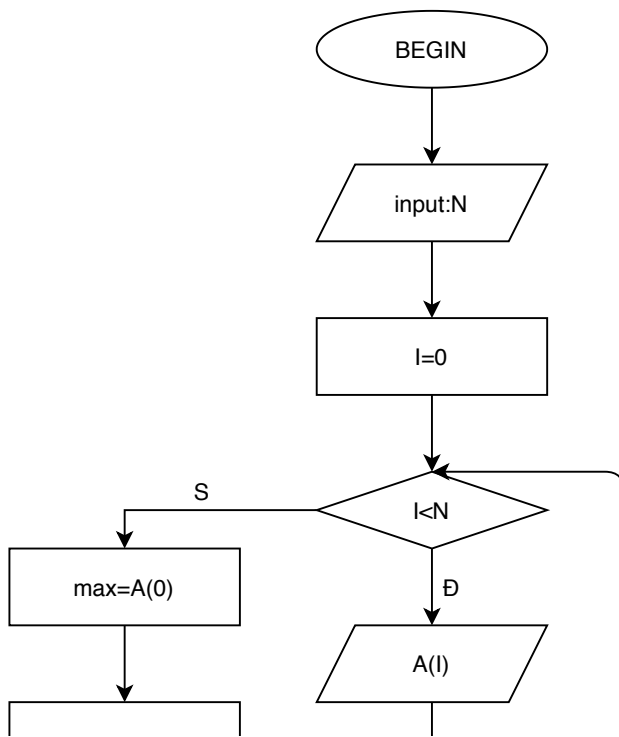 BEGIN
input:N
I=0
S
I<N
max=A(0)
Đ
A(I)